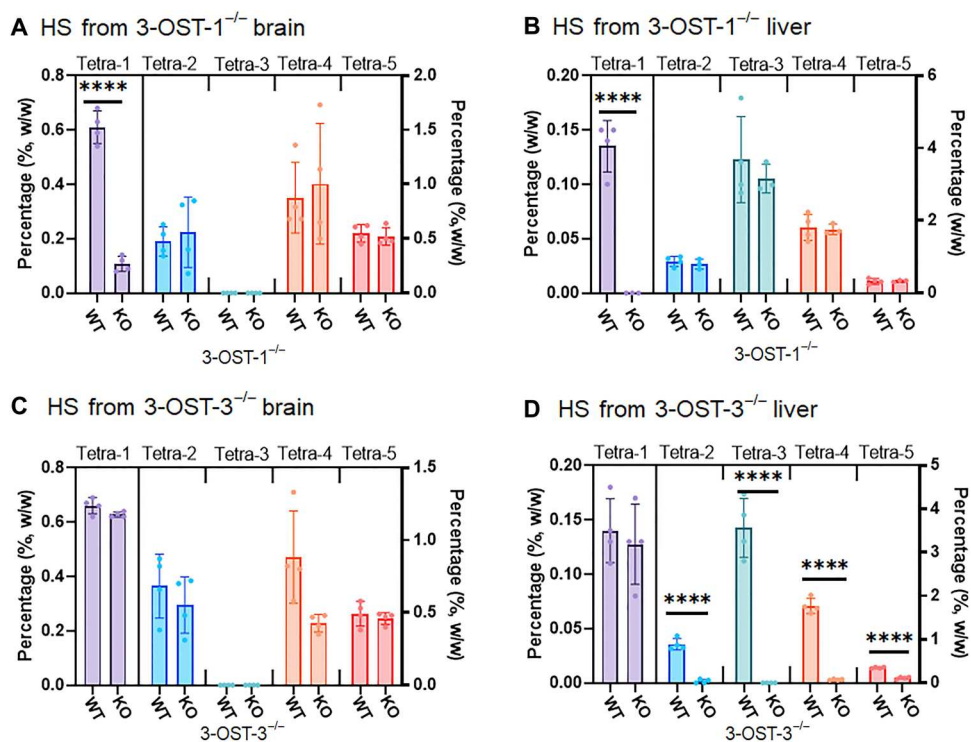 A HS from 3-OST-1−/− brain
Tetra-1 Tetra-2 Tetra-3 Tetra-4 Tetra-5
****
Percentage (%, w/w)
0.8
0.6
0.4
0.2
0.0
Percentage (%,w/w)
2.0
1.5
1.0
0.5
0.0
WT KO WT KO WT KO WT KO WT KO
3-OST-1−/−
B HS from 3-OST-1−/− liver
Tetra-1 Tetra-2 Tetra-3 Tetra-4 Tetra-5
****
Percentage (w/w)
0.20
0.15
0.10
0.05
0.00
Percentage (w/w)
6
4
2
0
WT KO WT KO WT KO WT KO WT KO
3-OST-1−/−
C HS from 3-OST-3−/− brain
Tetra-1 Tetra-2 Tetra-3 Tetra-4 Tetra-5
Percentage (%, w/w)
0.8
0.6
0.4
0.2
0.0
Percentage (%, w/w)
1.5
1.0
0.5
0.0
WT KO WT KO WT KO WT KO WT KO
3-OST-3−/−
D HS from 3-OST-3−/− liver
Tetra-1 Tetra-2 Tetra-3 Tetra-4 Tetra-5
**** **** **** ****
Percentage (%, w/w)
0.20
0.15
0.10
0.05
0.00
Percentage (%, w/w)
5
4
3
2
1
0
WT KO WT KO WT KO WT KO WT KO
3-OST-3−/−